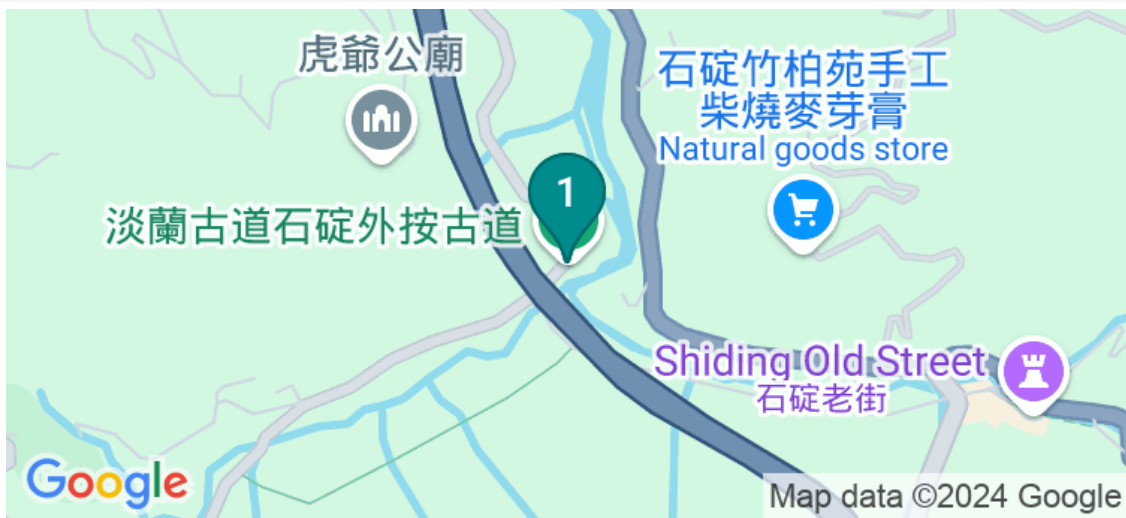 虎爺公廟
石碇竹柏苑手工
柴燒麥芽膏
Natural goods store
1
淡蘭古道石碇外按古道
Shiding Old Street
石碇老街
Google
Map data ©2024 Google